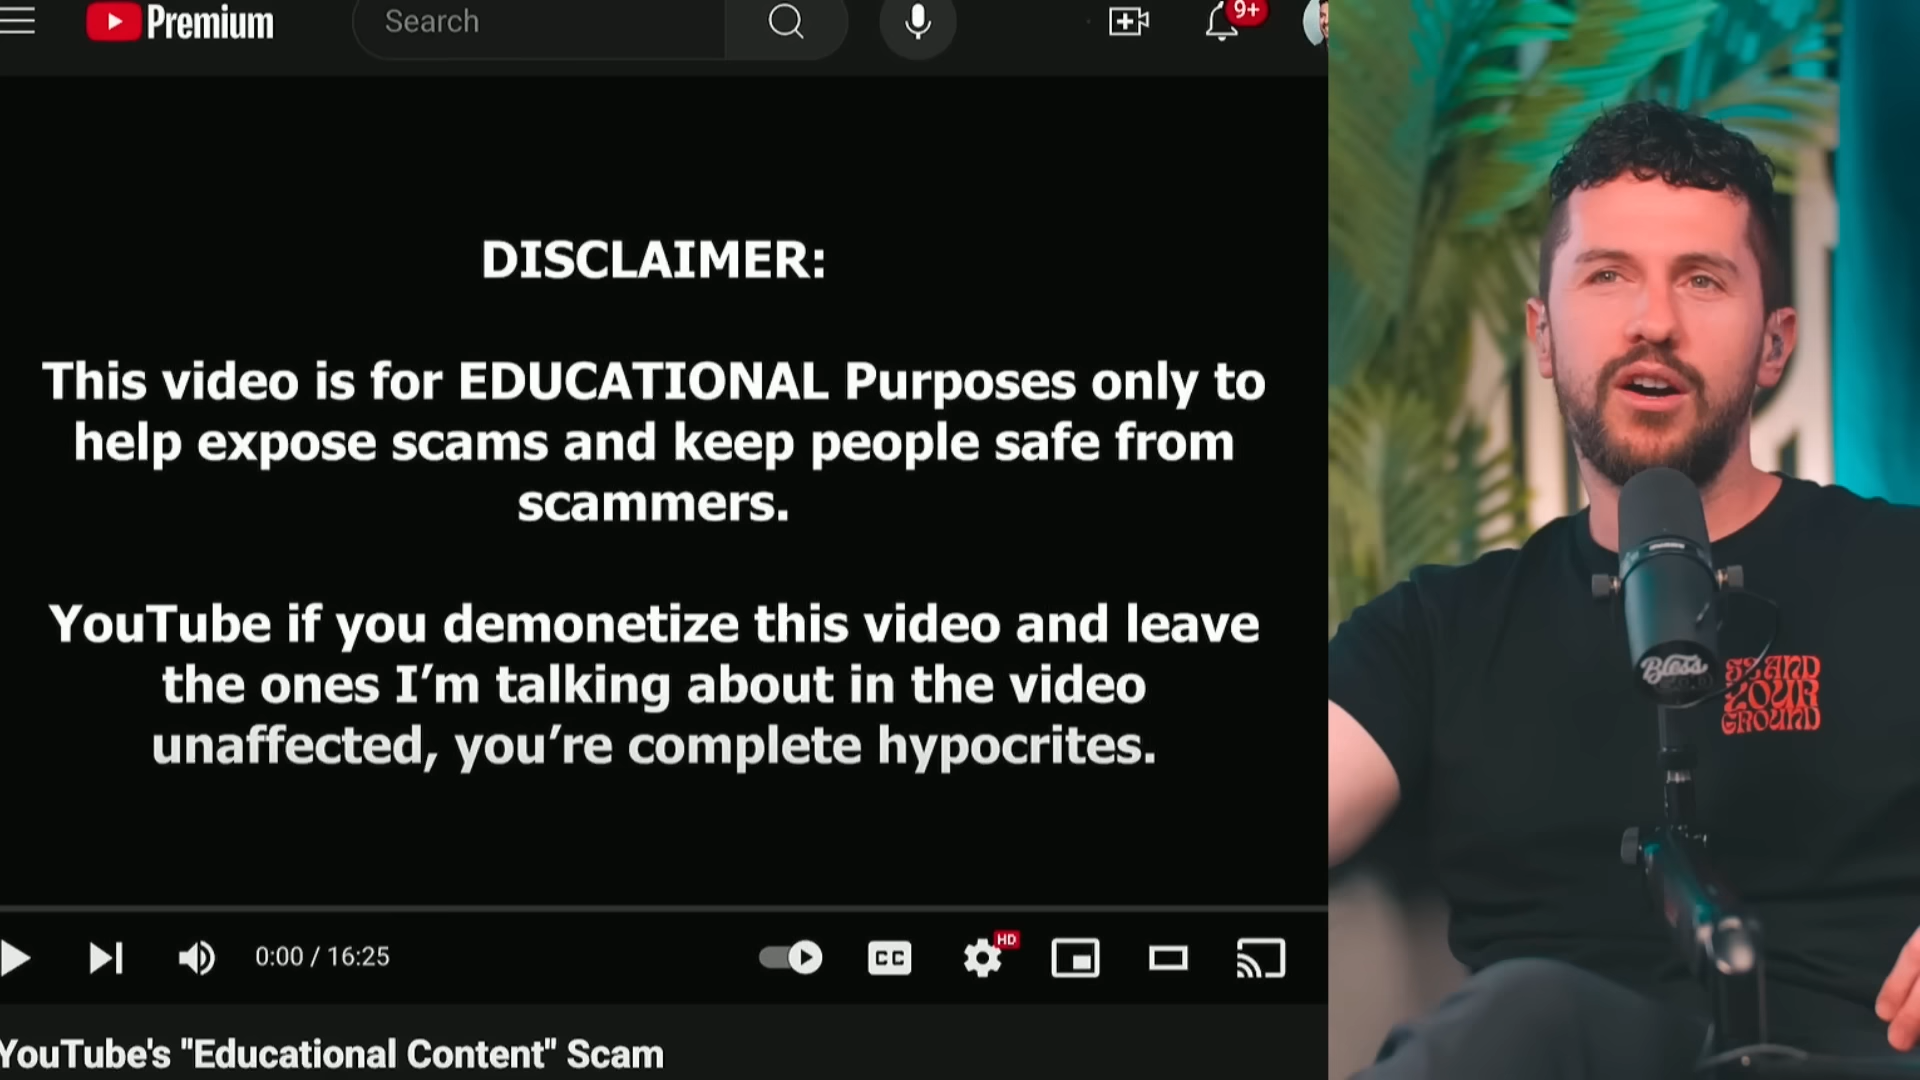 Premium
Search
9+
DISCLAIMER:
This video is for EDUCATIONAL Purposes only to
help expose scams and keep people safe from
scammers.
YouTube if you demonetize this video and leave
the ones I’m talking about in the video
unaffected, you’re complete hypocrites.
0:00 / 16:25
CC
HD
YouTube's "Educational Content" Scam
Bless
STAND
YOUR
GROUND